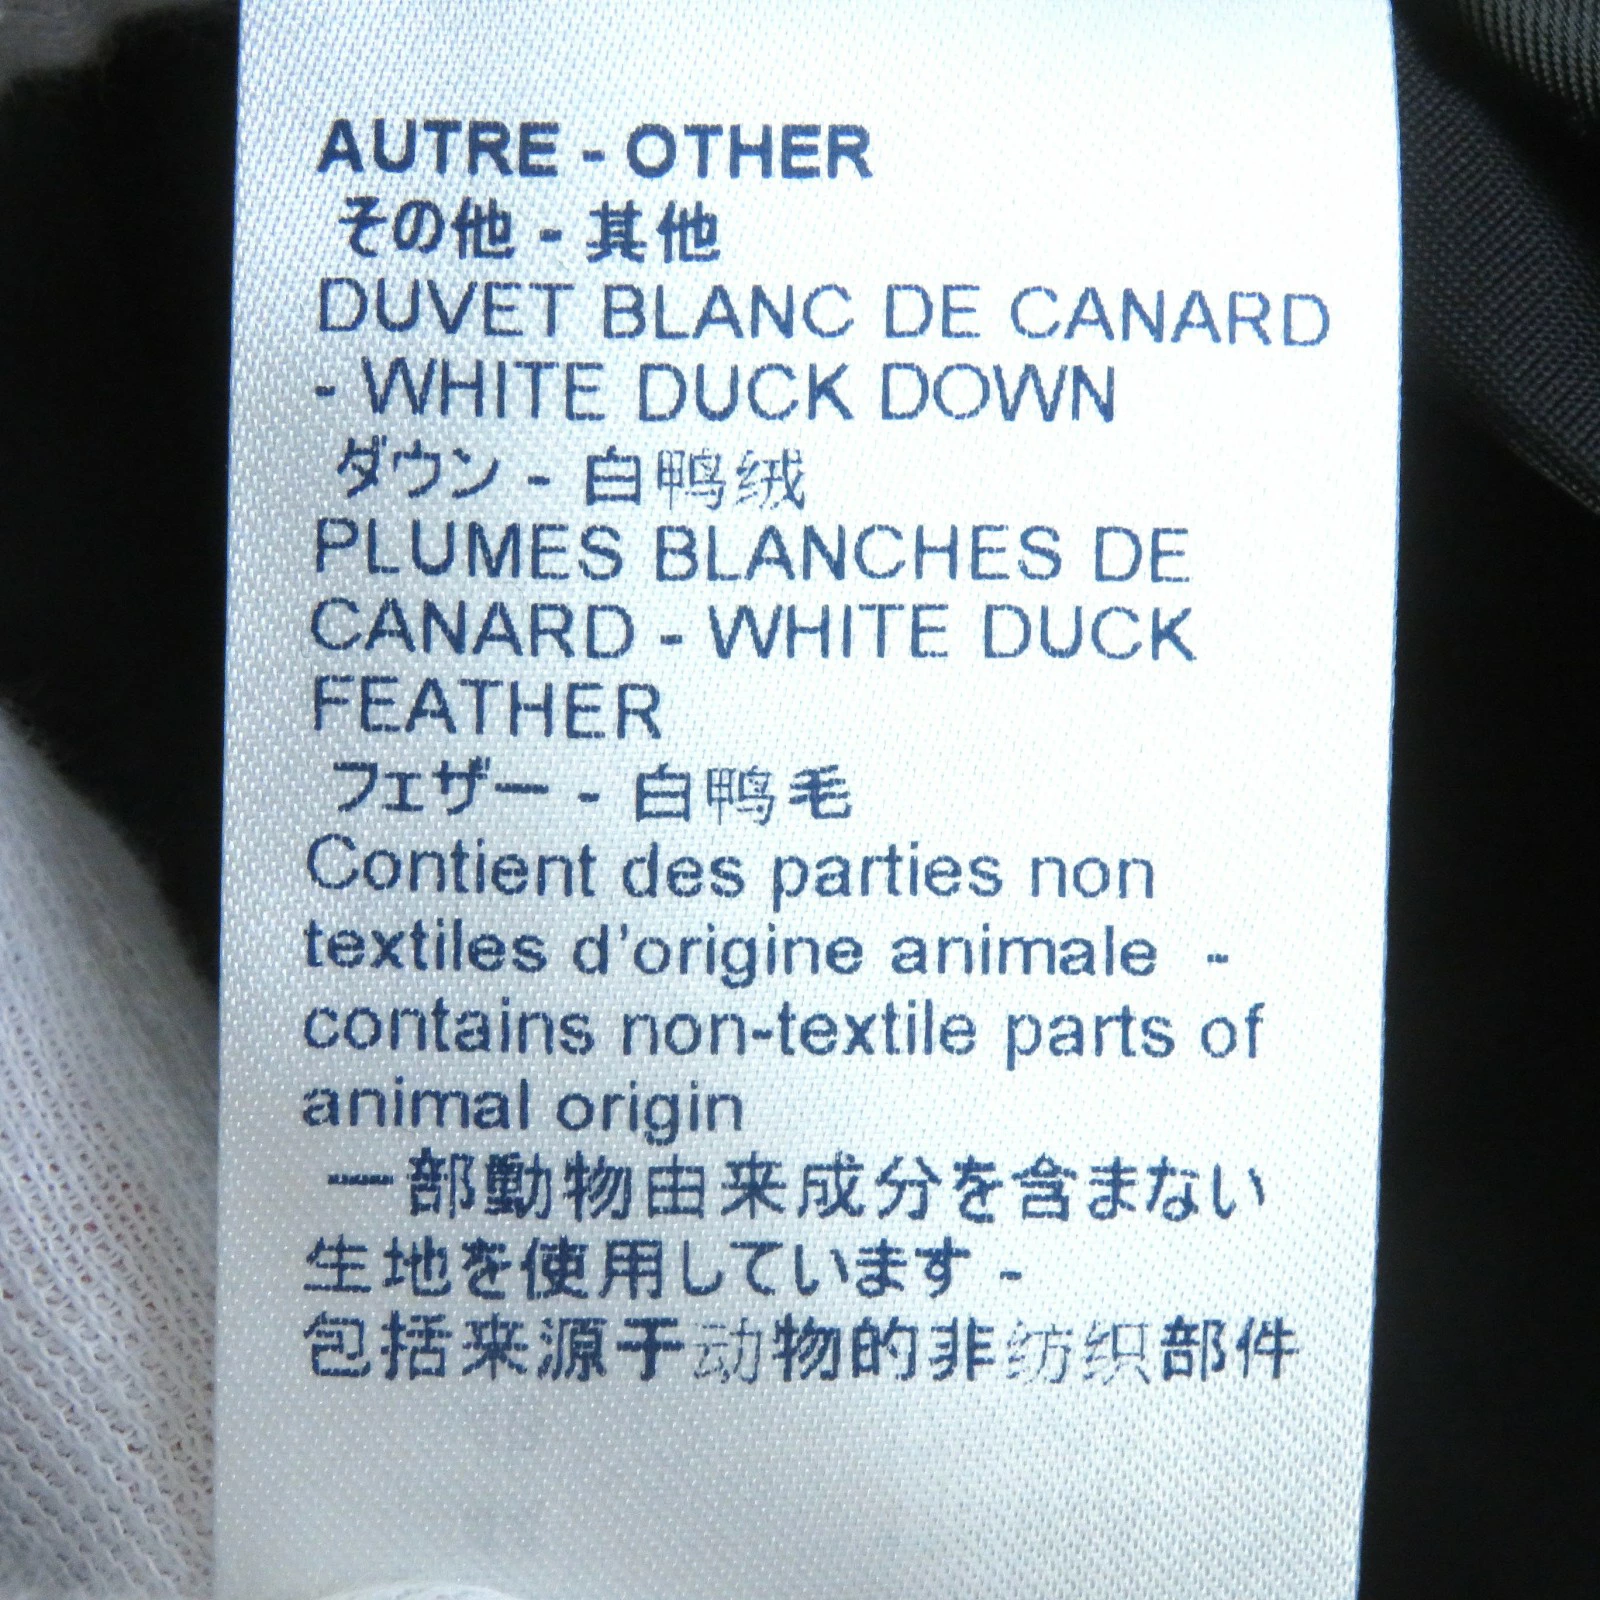 AUTRE - OTHER
その他 - 其他
DUVET BLANC DE CANARD
- WHITE DUCK DOWN
ダウン - 白鸭绒
PLUMES BLANCHES DE
CANARD - WHITE DUCK
FEATHER
フェザー - 白鸭毛
Contient des parties non
textiles d'origine animale -
contains non-textile parts of
animal origin
一部動物由来成分を含まない
生地を使用しています -
包括来源于动物的非纺织部件